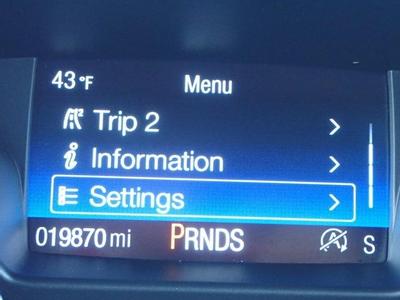 43°F Menu
Trip 2
Information
Settings
019870 mi PRNDS S